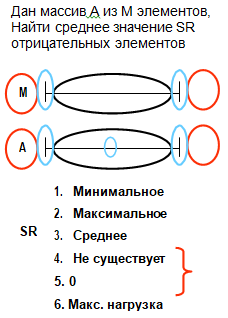 Дан массив А из М элементов,
Найти среднее значение SR
отрицательных элементов
М
А
1. Минимальное
2. Максимальное
SR
3. Среднее
4. Не существует
5. 0
6. Макс. нагрузка